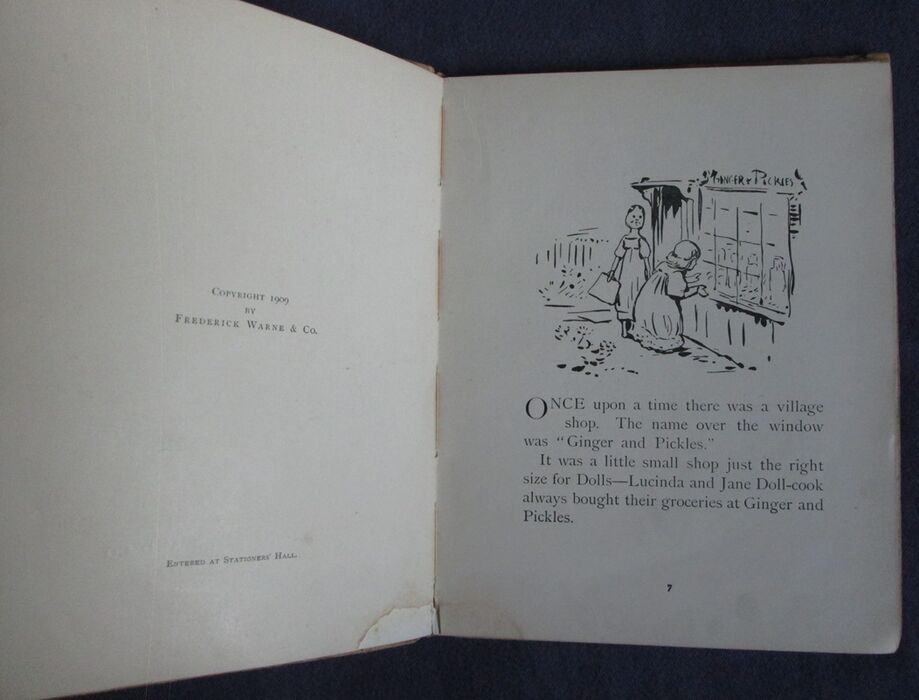 COPYRIGHT 1909
BY
FREDERICK WARNE & CO.
ENTERED AT STATIONERS' HALL.
GINGER & PICKLES
ONCE upon a time there was a village
shop. The name over the window
was "Ginger and Pickles."
It was a little small shop just the right
size for Dolls—Lucinda and Jane Doll-cook
always bought their groceries at Ginger and
Pickles.
7